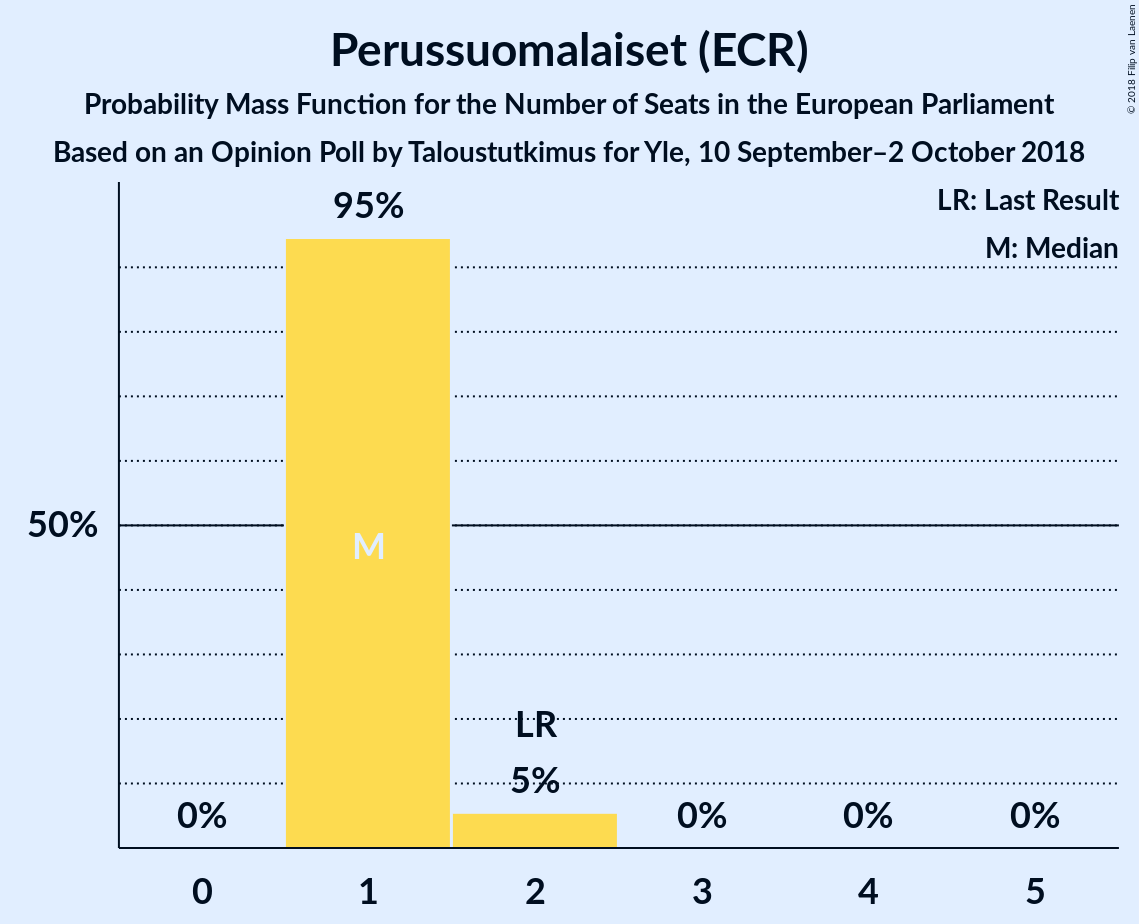 Perussuomalaiset (ECR)
Probability Mass Function for the Number of Seats in the European Parliament
Based on an Opinion Poll by Taloustutkimus for Yle, 10 September–2 October 2018
© 2018 Filip van Laenen
LR: Last Result
M: Median
95%
50%
M
LR
5%
0%
0%
0%
0%
0 1 2 3 4 5